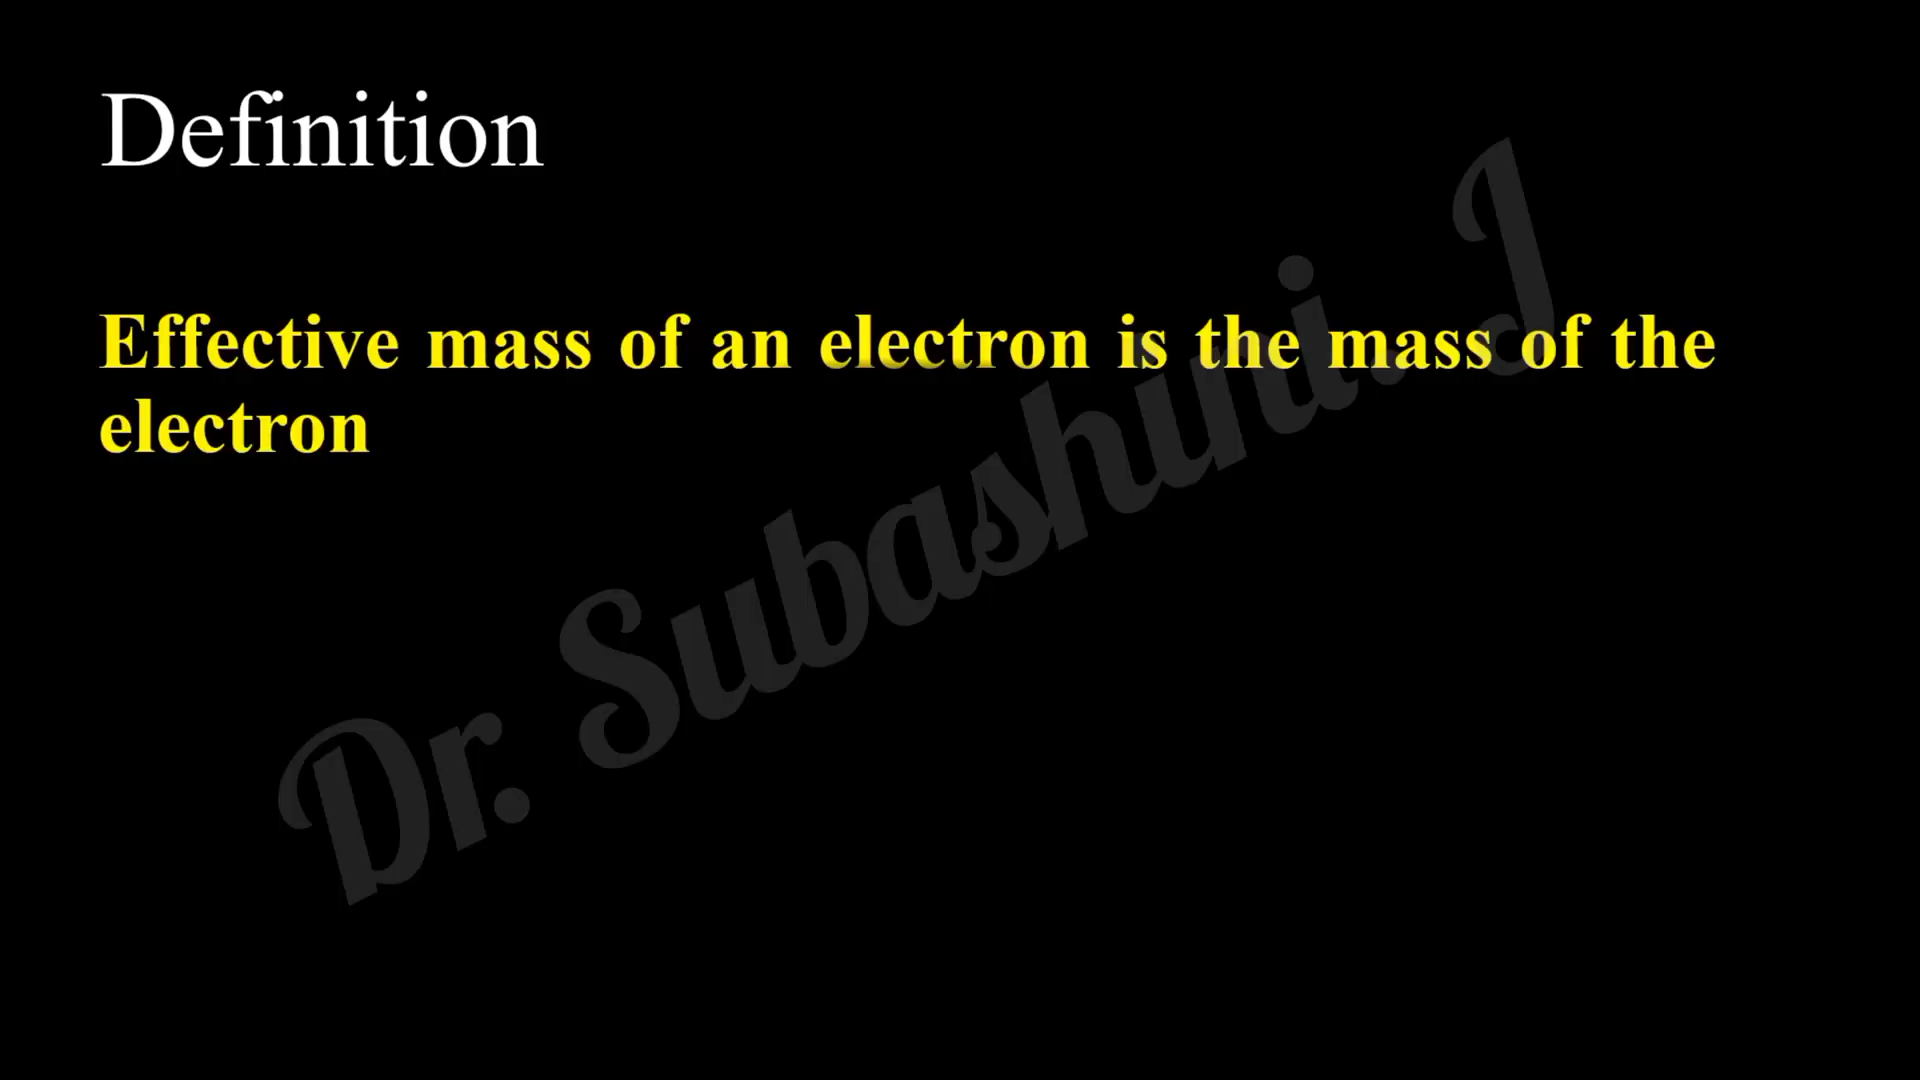 Definition
Effective mass of an electron is the mass of the
electron
Dr. Subashini. J